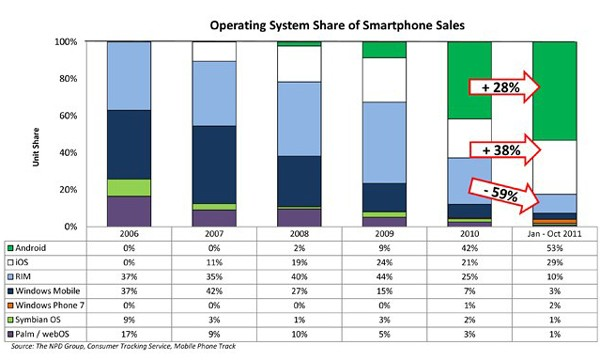 Operating System Share of Smartphone Sales
100%
80%
60%
40%
20%
0%
Unit Share
+ 28%
+ 38%
- 59%
2006 2007 2008 2009 2010 Jan - Oct 2011
Android 0% 0% 2% 9% 42% 53%
iOS 0% 11% 19% 24% 21% 29%
RIM 37% 35% 40% 44% 25% 10%
Windows Mobile 37% 42% 27% 15% 7% 3%
Windows Phone 7 0% 0% 0% 0% 1% 2%
Symbian OS 9% 3% 1% 3% 2% 1%
Palm / webOS 17% 9% 10% 5% 3% 1%
Source: The NPD Group, Consumer Tracking Service, Mobile Phone Track